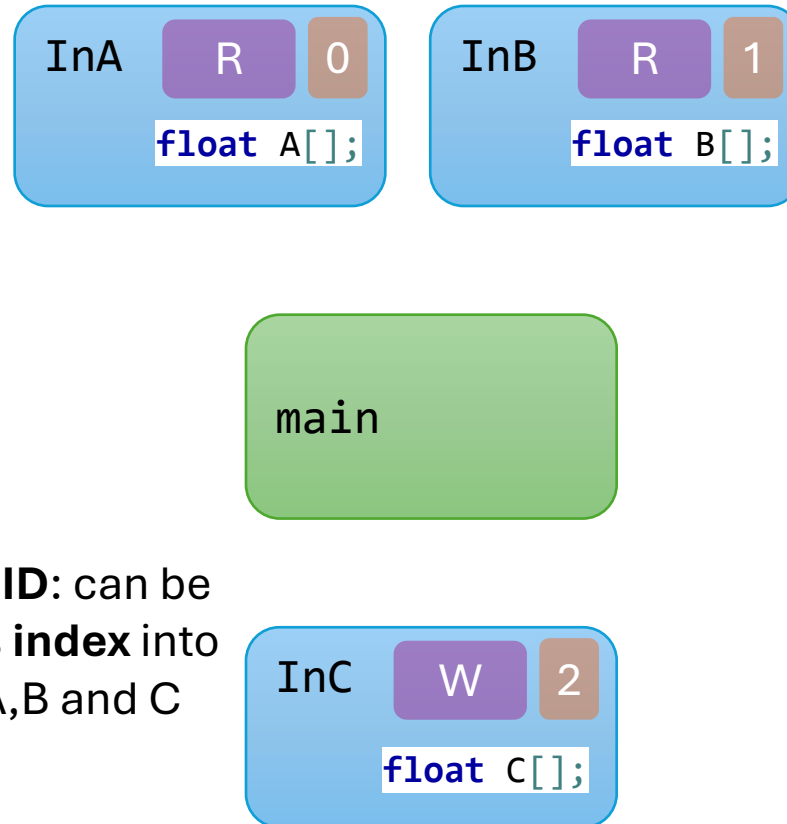 InA R 0
float A[];
InB R 1
float B[];
main
ID: can be
index into
A,B and C
InC W 2
float C[];